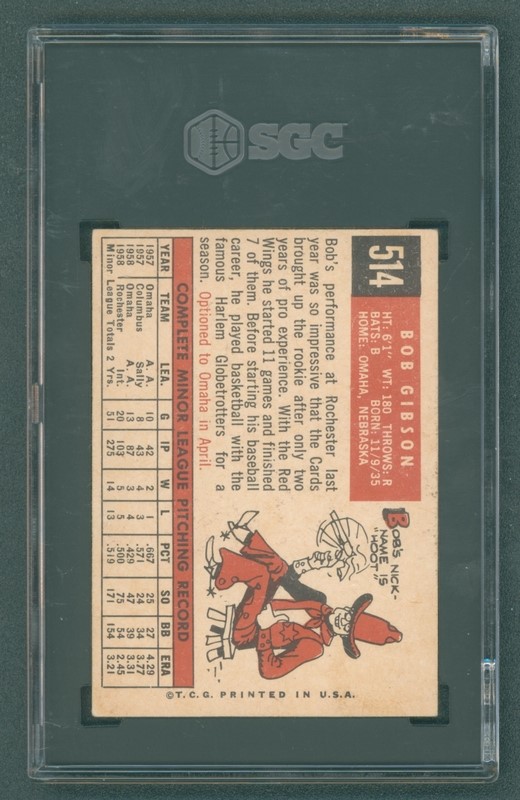 SGC
514
BOB GIBSON
HT: 6'1" WT: 180 THROWS: R
BATS: B BORN: 11/9/35
HOME: OMAHA, NEBRASKA
Bob's performance at Rochester last
year was so impressive that the Cards
brought up the rookie after only two
years of pro experience. With the Red
Wings he started 11 games and finished
7 of them. Before starting his baseball
career, he played basketball with the
famous Harlem Globetrotters for a
season. Optioned to Omaha in April.
BOB'S NICK-
NAME IS
"HOOT"
COMPLETE MINOR LEAGUE PITCHING RECORD
YEAR TEAM LEA. G IP W L PCT SO BB ERA
1957 Omaha A. A. 10 42 2 1 .667 25 27 4.29
1957 Columbus Sally 8 43 4 3 .571 24 34 3.77
1958 Omaha A. A. 13 87 3 4 .429 47 39 3.31
1958 Rochester Int. 20 103 5 5 .500 75 54 2.45
Minor League Totals 2 Yrs. 51 275 14 13 .519 171 154 3.21
©T.C.G. PRINTED IN U.S.A.